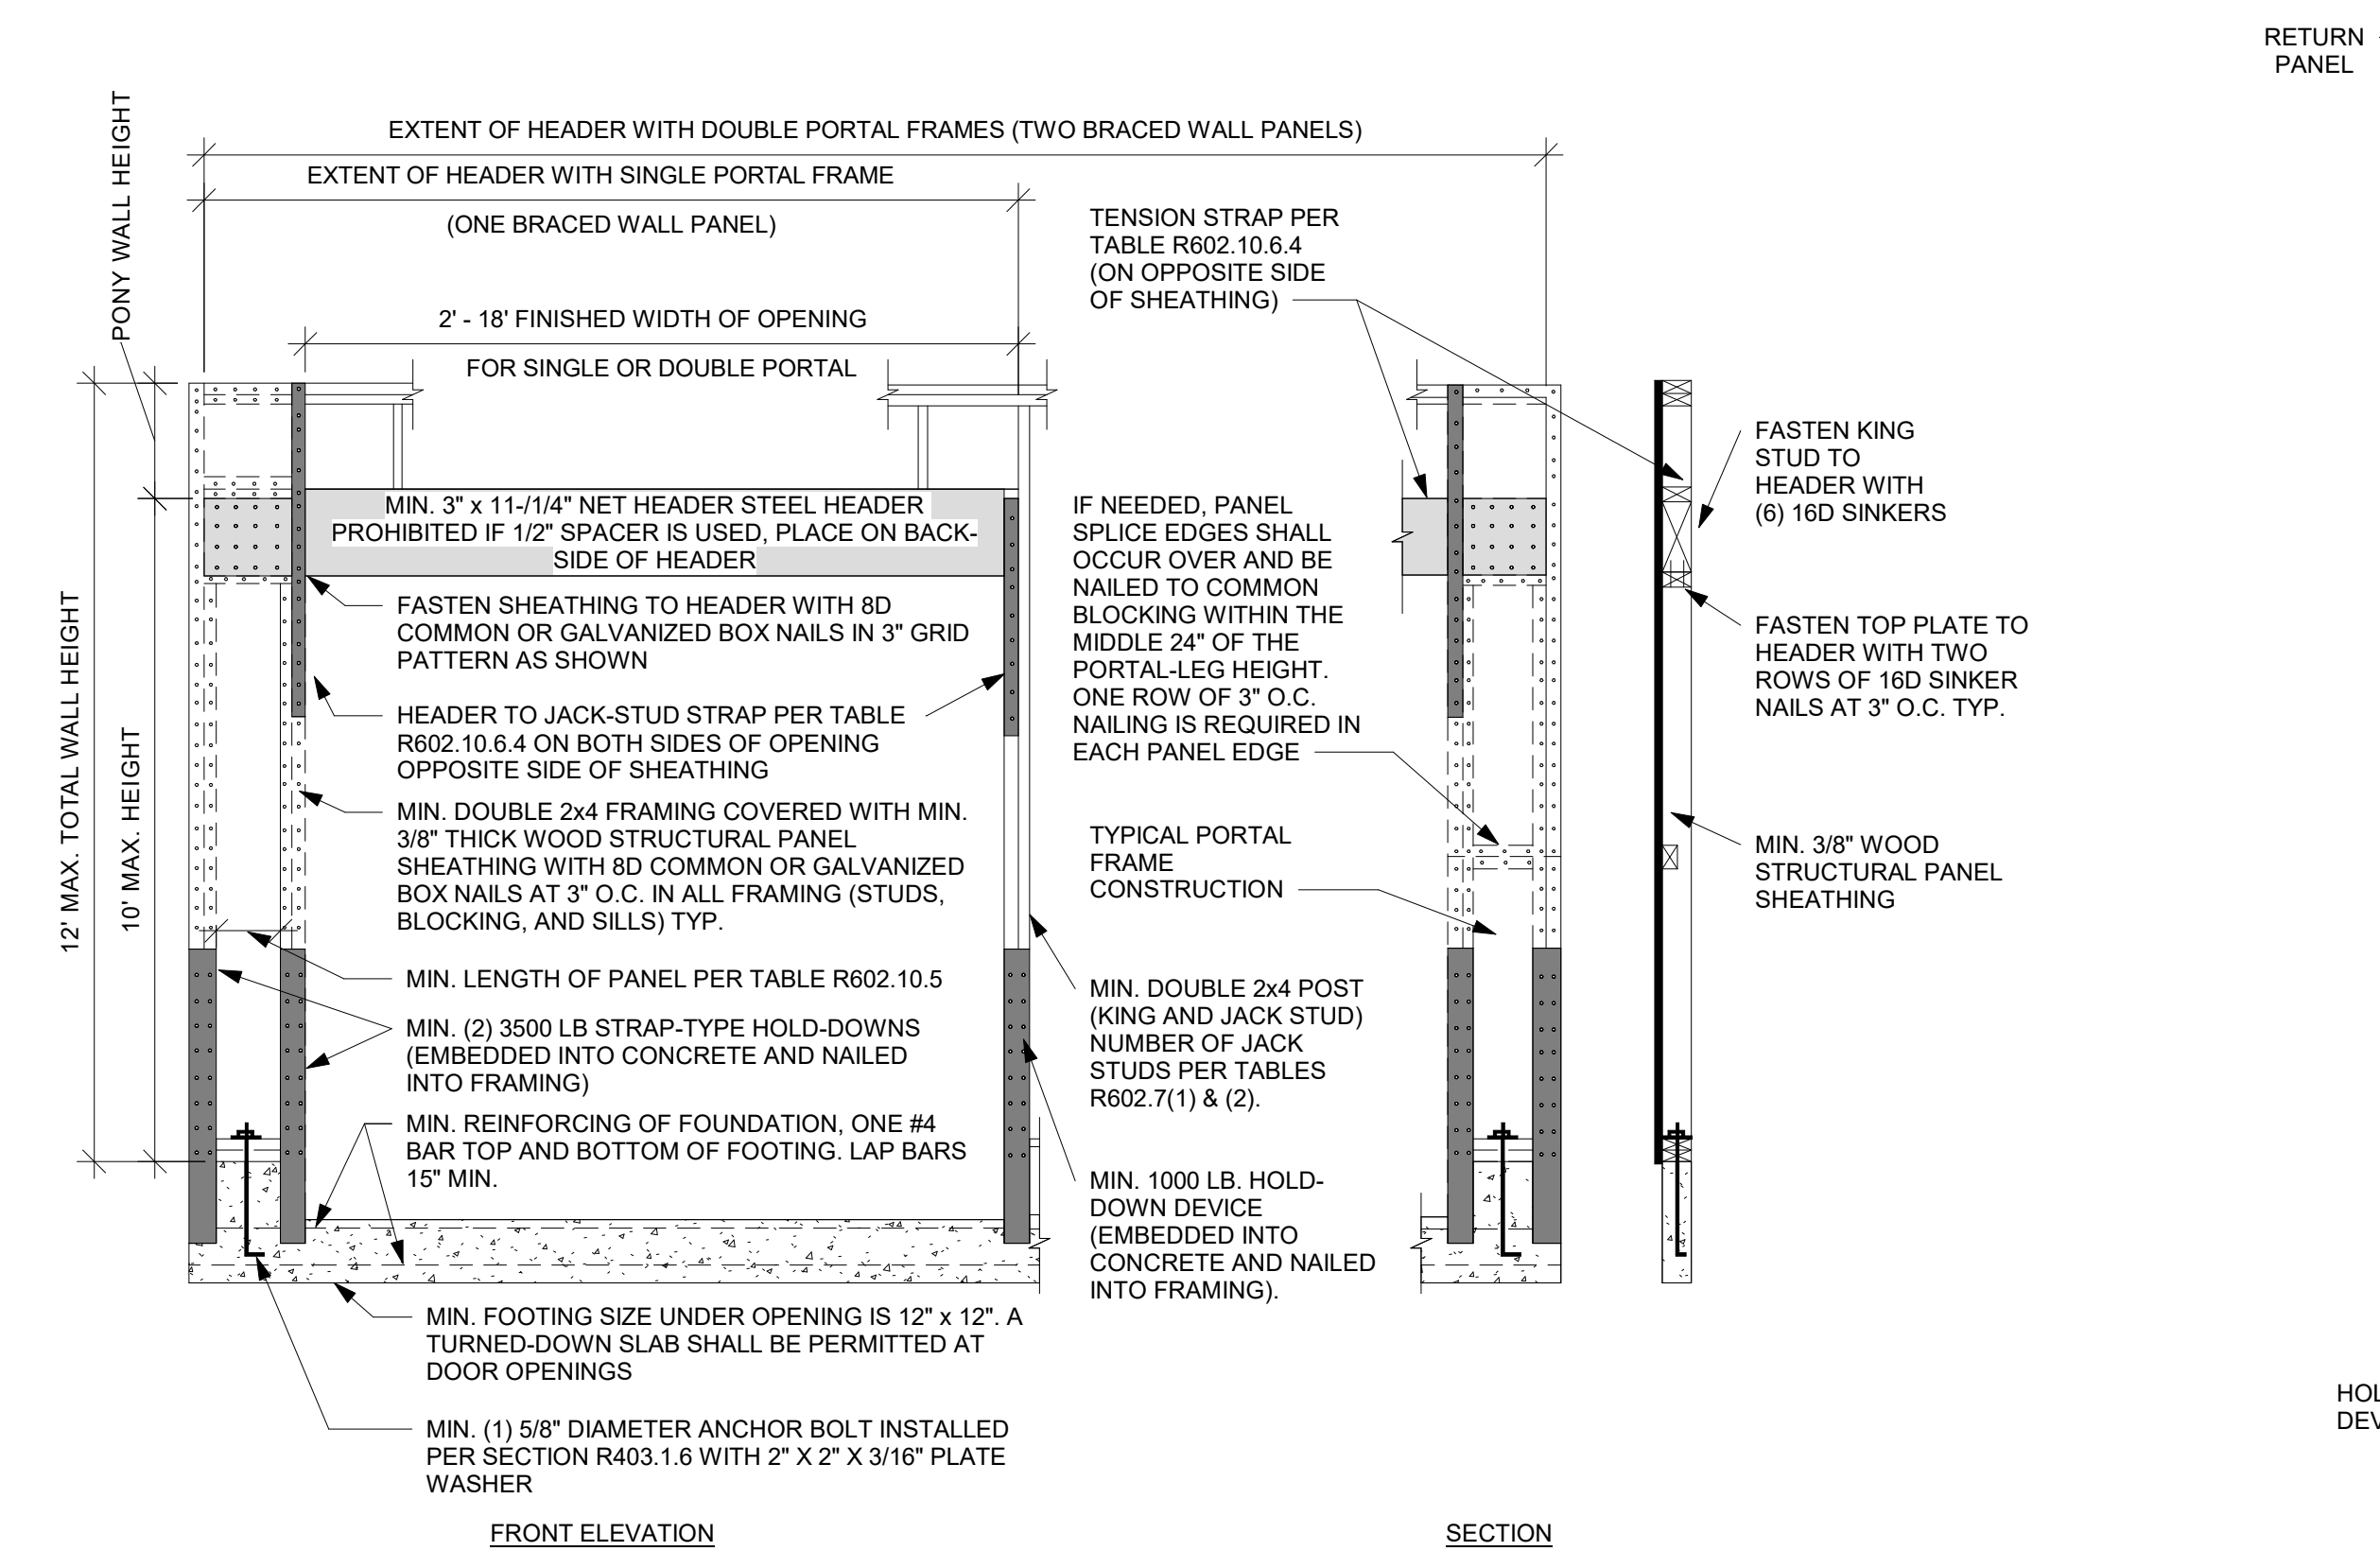 RETURN
PANEL
PONY WALL HEIGHT
EXTENT OF HEADER WITH DOUBLE PORTAL FRAMES (TWO BRACED WALL PANELS)
EXTENT OF HEADER WITH SINGLE PORTAL FRAME
(ONE BRACED WALL PANEL)
2' - 18' FINISHED WIDTH OF OPENING
FOR SINGLE OR DOUBLE PORTAL
12' MAX. TOTAL WALL HEIGHT
10' MAX. HEIGHT
MIN. 3" x 11-/1/4" NET HEADER STEEL HEADER
PROHIBITED IF 1/2" SPACER IS USED, PLACE ON BACK-
SIDE OF HEADER
FASTEN SHEATHING TO HEADER WITH 8D
COMMON OR GALVANIZED BOX NAILS IN 3" GRID
PATTERN AS SHOWN
HEADER TO JACK-STUD STRAP PER TABLE
R602.10.6.4 ON BOTH SIDES OF OPENING
OPPOSITE SIDE OF SHEATHING
MIN. DOUBLE 2x4 FRAMING COVERED WITH MIN.
3/8" THICK WOOD STRUCTURAL PANEL
SHEATHING WITH 8D COMMON OR GALVANIZED
BOX NAILS AT 3" O.C. IN ALL FRAMING (STUDS,
BLOCKING, AND SILLS) TYP.
MIN. LENGTH OF PANEL PER TABLE R602.10.5
MIN. (2) 3500 LB STRAP-TYPE HOLD-DOWNS
(EMBEDDED INTO CONCRETE AND NAILED
INTO FRAMING)
MIN. REINFORCING OF FOUNDATION, ONE #4
BAR TOP AND BOTTOM OF FOOTING. LAP BARS
15" MIN.
MIN. FOOTING SIZE UNDER OPENING IS 12" x 12". A
TURNED-DOWN SLAB SHALL BE PERMITTED AT
DOOR OPENINGS
MIN. (1) 5/8" DIAMETER ANCHOR BOLT INSTALLED
PER SECTION R403.1.6 WITH 2" X 2" X 3/16" PLATE
WASHER
FRONT ELEVATION
TENSION STRAP PER
TABLE R602.10.6.4
(ON OPPOSITE SIDE
OF SHEATHING)
IF NEEDED, PANEL
SPLICE EDGES SHALL
OCCUR OVER AND BE
NAILED TO COMMON
BLOCKING WITHIN THE
MIDDLE 24" OF THE
PORTAL-LEG HEIGHT.
ONE ROW OF 3" O.C.
NAILING IS REQUIRED IN
EACH PANEL EDGE
TYPICAL PORTAL
FRAME
CONSTRUCTION
MIN. DOUBLE 2x4 POST
(KING AND JACK STUD)
NUMBER OF JACK
STUDS PER TABLES
R602.7(1) & (2).
MIN. 1000 LB. HOLD-
DOWN DEVICE
(EMBEDDED INTO
CONCRETE AND NAILED
INTO FRAMING).
FASTEN KING
STUD TO
HEADER WITH
(6) 16D SINKERS
FASTEN TOP PLATE TO
HEADER WITH TWO
ROWS OF 16D SINKER
NAILS AT 3" O.C. TYP.
MIN. 3/8" WOOD
STRUCTURAL PANEL
SHEATHING
SECTION